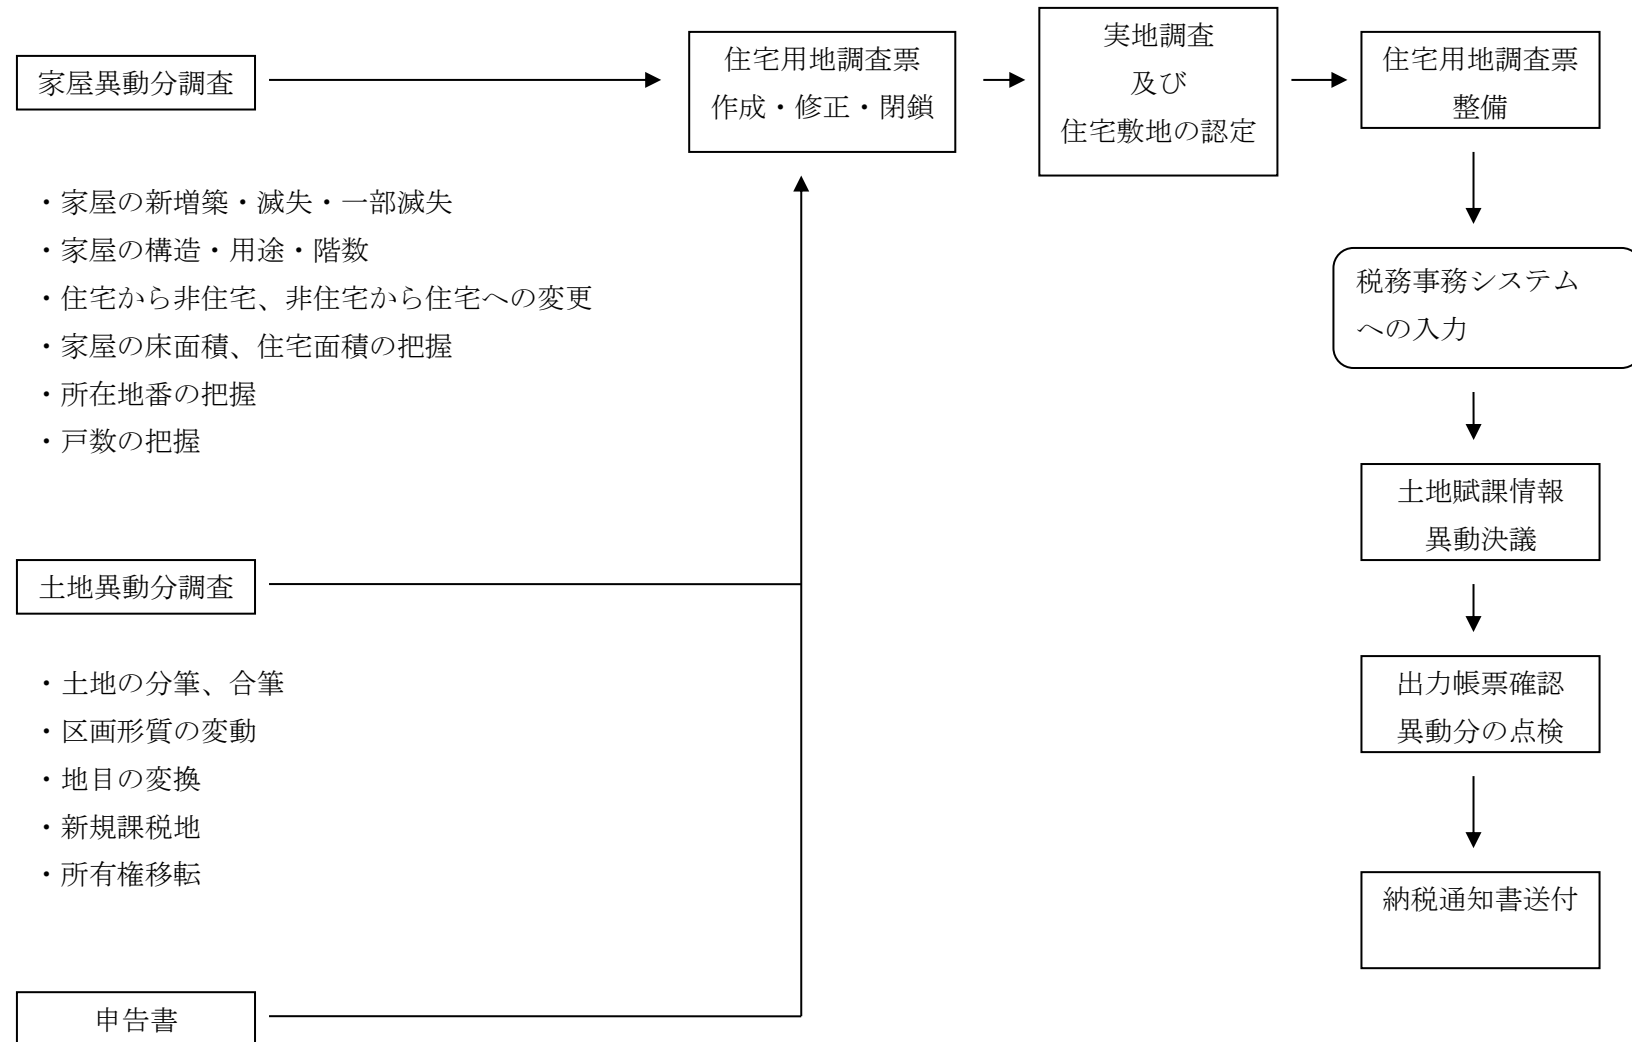 家屋異動分調査
住宅用地調査票
作成・修正・閉鎖
実地調査
及び
住宅敷地の認定
住宅用地調査票
整備
・家屋の新増築・滅失・一部滅失
・家屋の構造・用途・階数
・住宅から非住宅、非住宅から住宅への変更
・家屋の床面積、住宅面積の把握
・所在地番の把握
・戸数の把握
税務事務システム
への入力
土地賦課情報
異動決議
土地異動分調査
・土地の分筆、合筆
・区画形質の変動
・地目の変換
・新規課税地
・所有権移転
出力帳票確認
異動分の点検
納税通知書送付
申告書